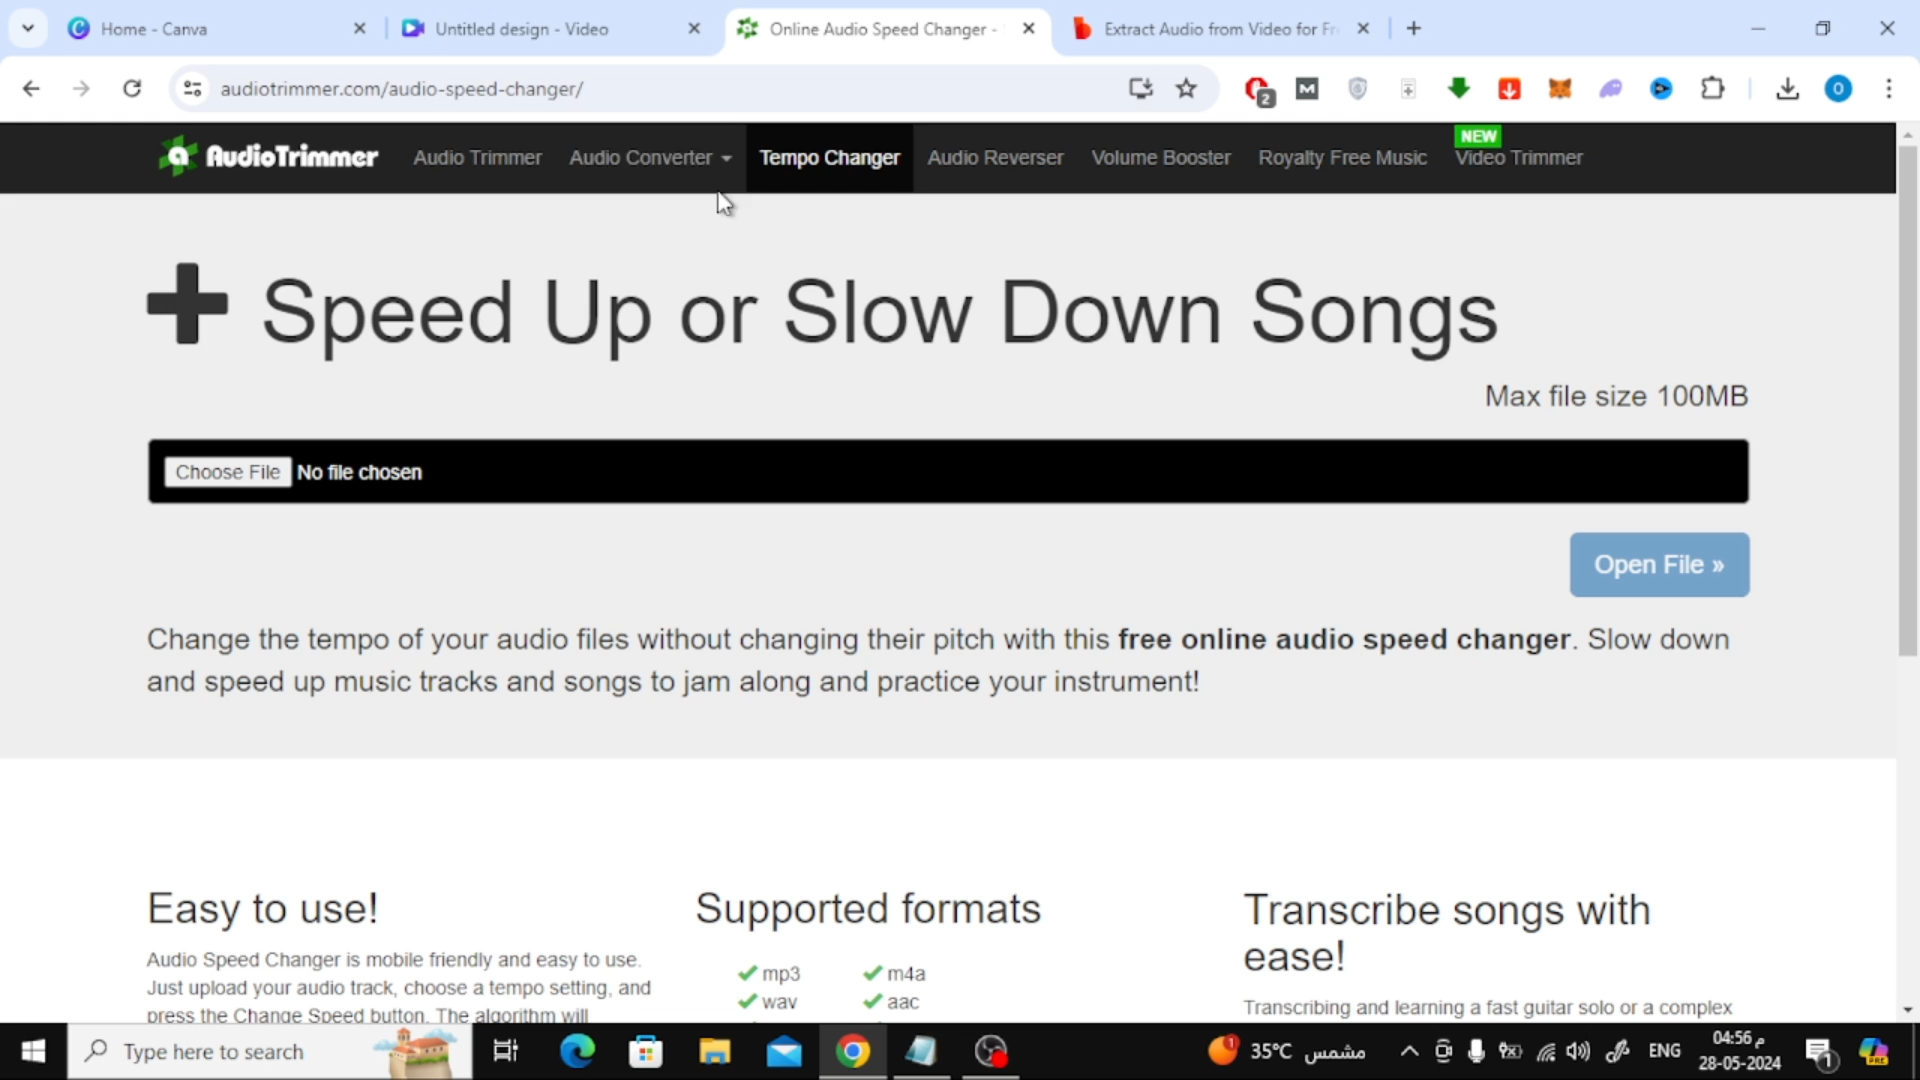 Home - Canva
Untitled design - Video
Online Audio Speed Changer -
Extract Audio from Video for Fr
audiotrimmer.com/audio-speed-changer/
2
M
O
AudioTrimmer
Audio Trimmer
Audio Converter
Tempo Changer
Audio Reverser
Volume Booster
Royalty Free Music
NEW
Video Trimmer
Speed Up or Slow Down Songs
Max file size 100MB
Choose File No file chosen
Open File »
Change the tempo of your audio files without changing their pitch with this free online audio speed changer. Slow down
and speed up music tracks and songs to jam along and practice your instrument!
Easy to use!
Audio Speed Changer is mobile friendly and easy to use.
Just upload your audio track, choose a tempo setting, and
press the Change Speed button. The algorithm will
Supported formats
mp3
m4a
wav
aac
Transcribe songs with
ease!
Transcribing and learning a fast guitar solo or a complex
Type here to search
1
35°C مشمس
ENG
04:56 م
28-05-2024
1
PRE